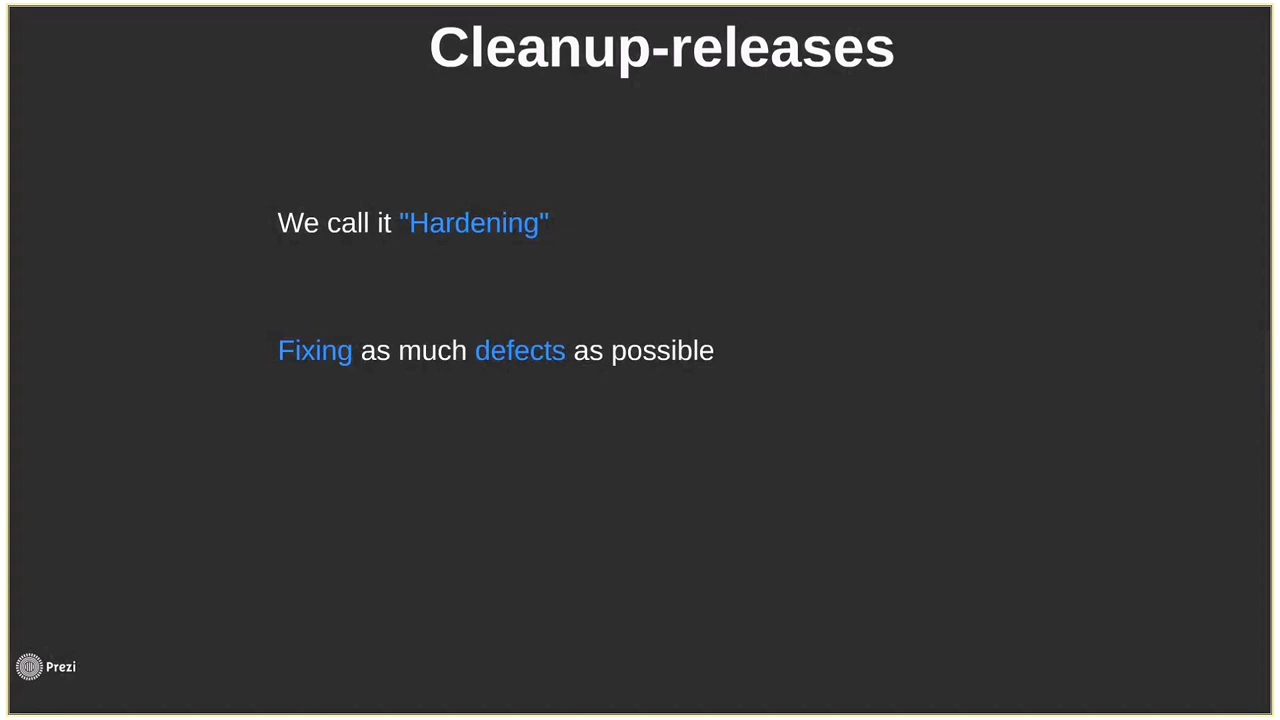 Cleanup-releases
We call it "Hardening"
Fixing as much defects as possible
Prezi